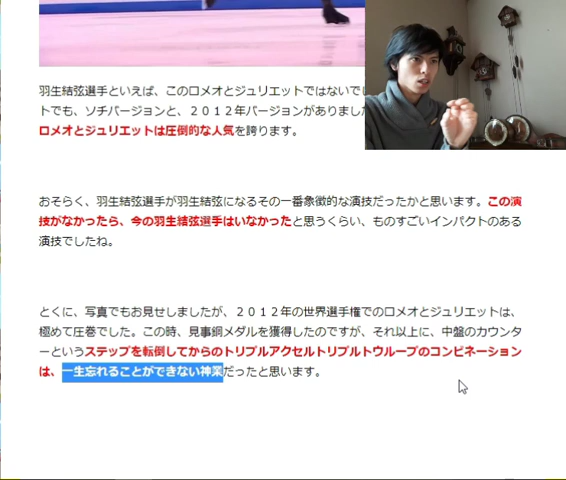 羽生結弦選手といえば、このロメオとジュリエットではないでし
トでも、ソチバージョンと、２０１２年バージョンがありました
ロメオとジュリエットは圧倒的な人気を誇ります。
おそらく、羽生結弦選手が羽生結弦になるその一番象徴的な演技だったかと思います。この演
技がなかったら、今の羽生結弦選手はいなかったと思うくらい、ものすごいインパクトのある
演技でしたね。
とくに、写真でもお見せしましたが、２０１２年の世界選手権でのロメオとジュリエットは、
極めて圧巻でした。この時、見事銅メダルを獲得したのですが、それ以上に、中盤のカウンタ
ーというステップを転倒してからのトリプルアクセルトリプルトウループのコンビネーション
は、一生忘れることができない神業だったと思います。